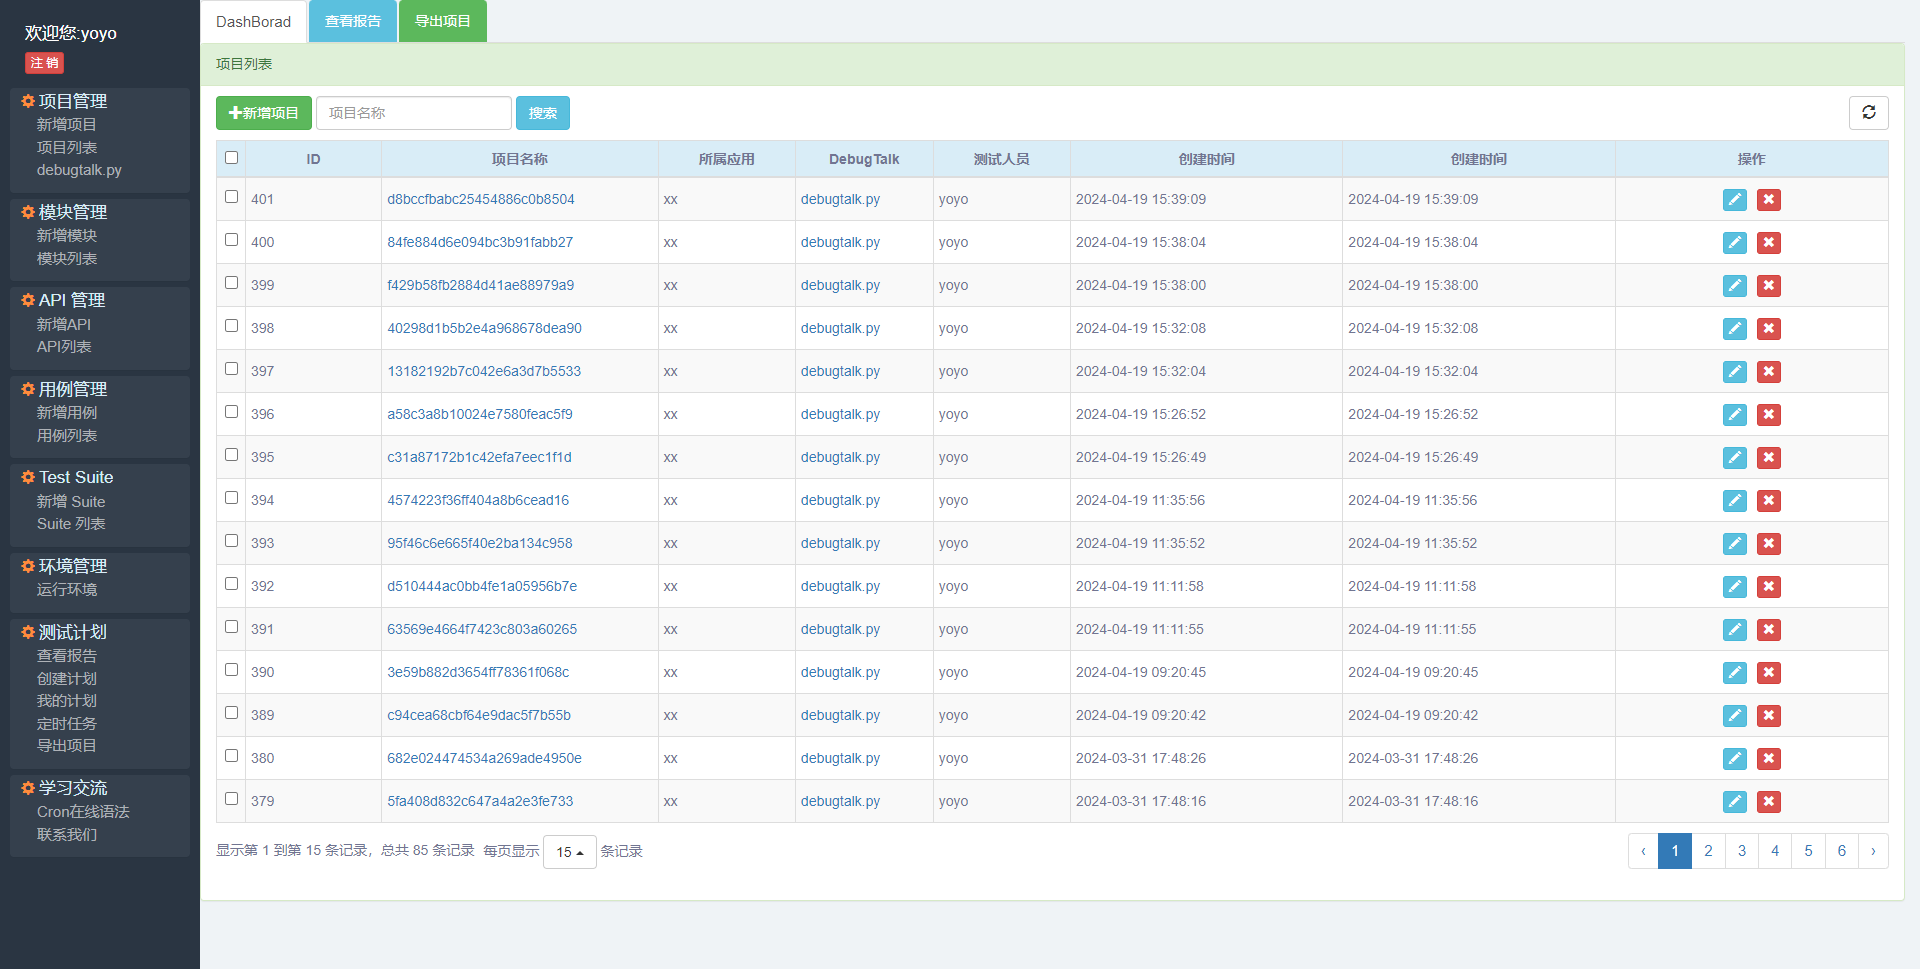 欢迎您:yoyo
注 销
项目管理
新增项目
项目列表
debugtalk.py
模块管理
新增模块
模块列表
API 管理
新增API
API列表
用例管理
新增用例
用例列表
Test Suite
新增 Suite
Suite 列表
环境管理
运行环境
测试计划
查看报告
创建计划
我的计划
定时任务
导出项目
学习交流
Cron在线语法
联系我们
DashBorad 查看报告 导出项目
项目列表
新增项目 项目名称 搜索
ID 项目名称 所属应用 DebugTalk 测试人员 创建时间 创建时间 操作
401 d8bccfbabc25454886c0b8504 xx debugtalk.py yoyo 2024-04-19 15:39:09 2024-04-19 15:39:09
400 84fe884d6e094bc3b91fabb27 xx debugtalk.py yoyo 2024-04-19 15:38:04 2024-04-19 15:38:04
399 f429b58fb2884d41ae88979a9 xx debugtalk.py yoyo 2024-04-19 15:38:00 2024-04-19 15:38:00
398 40298d1b5b2e4a968678dea90 xx debugtalk.py yoyo 2024-04-19 15:32:08 2024-04-19 15:32:08
397 13182192b7c042e6a3d7b5533 xx debugtalk.py yoyo 2024-04-19 15:32:04 2024-04-19 15:32:04
396 a58c3a8b10024e7580feac5f9 xx debugtalk.py yoyo 2024-04-19 15:26:52 2024-04-19 15:26:52
395 c31a87172b1c42efa7eec1f1d xx debugtalk.py yoyo 2024-04-19 15:26:49 2024-04-19 15:26:49
394 4574223f36ff404a8b6cead16 xx debugtalk.py yoyo 2024-04-19 11:35:56 2024-04-19 11:35:56
393 95f46c6e665f40e2ba134c958 xx debugtalk.py yoyo 2024-04-19 11:35:52 2024-04-19 11:35:52
392 d510444ac0bb4fe1a05956b7e xx debugtalk.py yoyo 2024-04-19 11:11:58 2024-04-19 11:11:58
391 63569e4664f7423c803a60265 xx debugtalk.py yoyo 2024-04-19 11:11:55 2024-04-19 11:11:55
390 3e59b882d3654ff78361f068c xx debugtalk.py yoyo 2024-04-19 09:20:45 2024-04-19 09:20:45
389 c94cea68cbf64e9dac5f7b55b xx debugtalk.py yoyo 2024-04-19 09:20:42 2024-04-19 09:20:42
380 682e024474534a269ade4950e xx debugtalk.py yoyo 2024-03-31 17:48:26 2024-03-31 17:48:26
379 5fa408d832c647a4a2e3fe733 xx debugtalk.py yoyo 2024-03-31 17:48:16 2024-03-31 17:48:16
显示第 1 到第 15 条记录，总共 85 条记录 每页显示 15 条记录 ‹ 1 2 3 4 5 6 ›